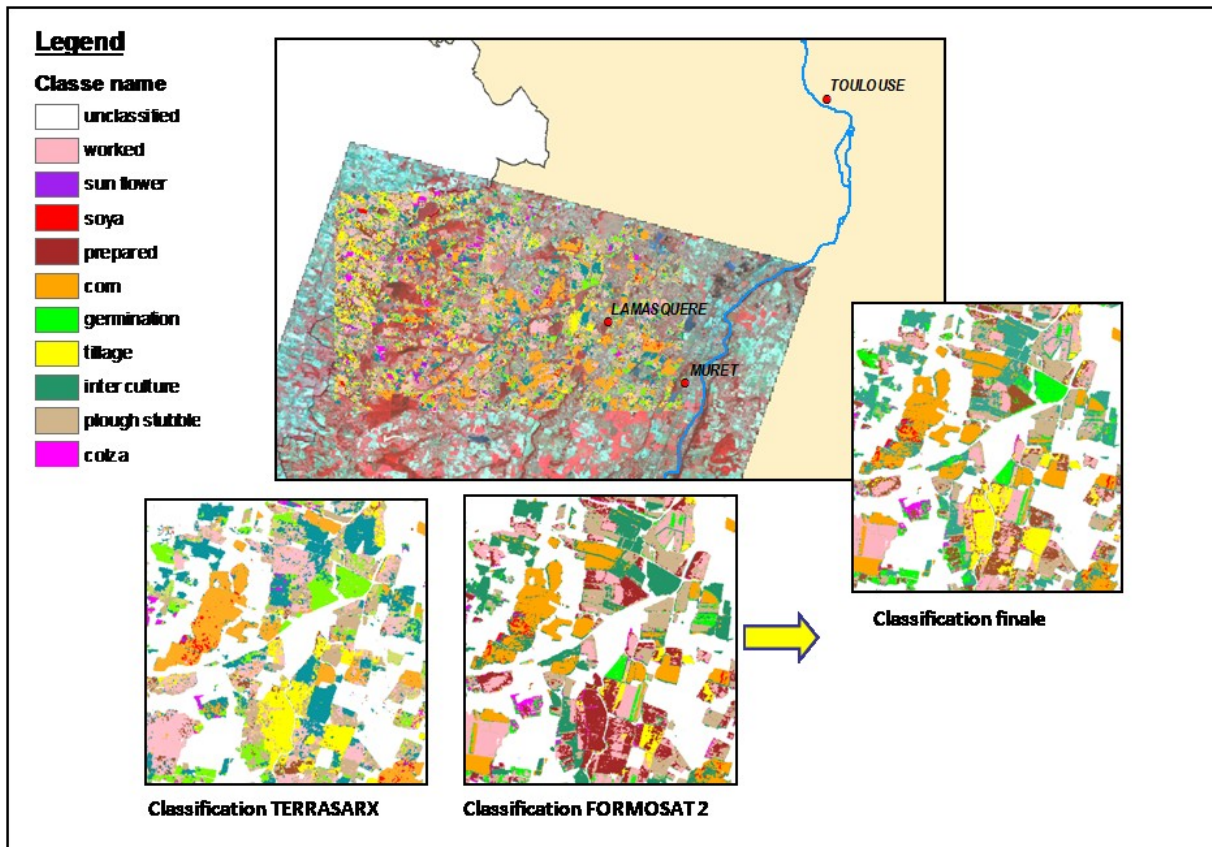 Legend
Classe name
unclassified
worked
sun flower
soya
prepared
corn
germination
tillage
inter culture
plough stubble
colza
TOULOUSE
LAMASQUERE
MURET
Classification finale
Classification TERRASARX
Classification FORMOSAT 2